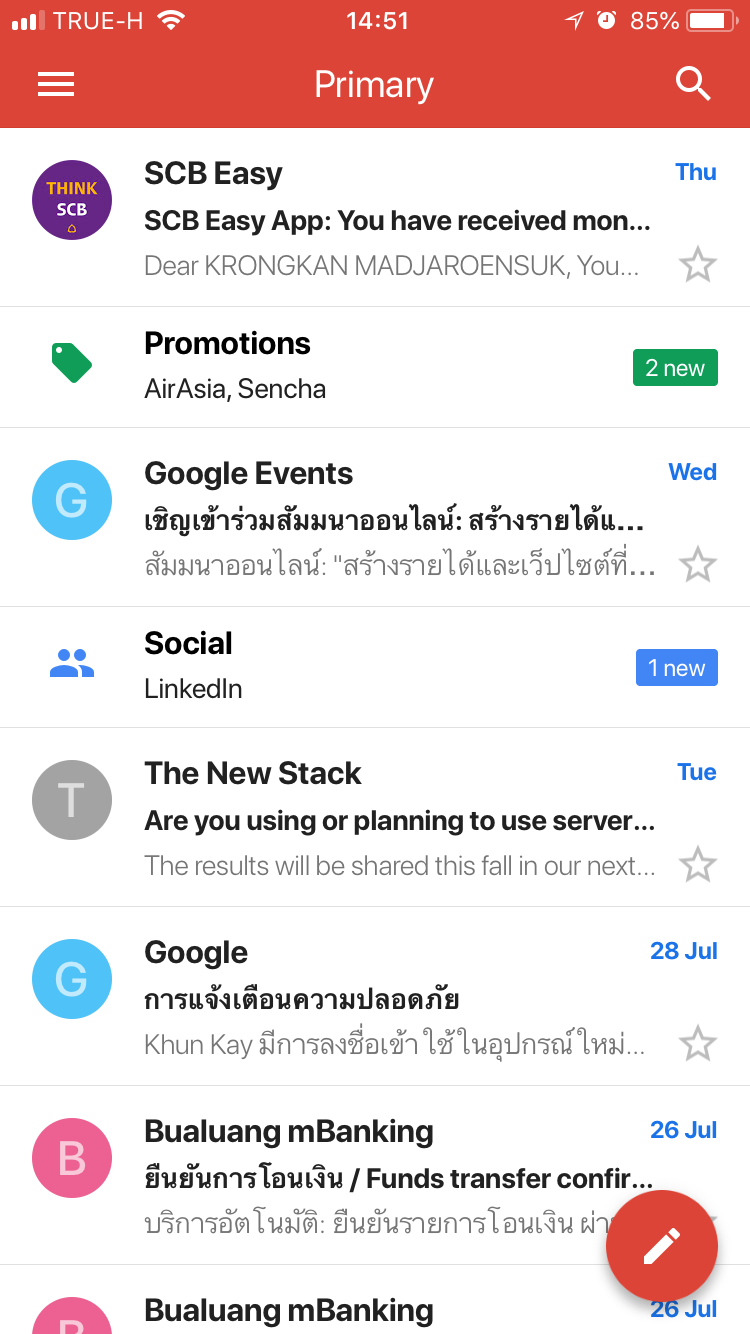 TRUE-H 14:51 85%
Primary
THINK
SCB
SCB Easy Thu
SCB Easy App: You have received mon...
Dear KRONGKAN MADJAROENSUK, You...
Promotions
2 new
AirAsia, Sencha
G
Google Events Wed
เชิญเข้าร่วมสัมมนาออนไลน์: สร้างรายได้แ...
สัมมนาออนไลน์: "สร้างรายได้และเว็ปไซต์ที่...
Social
1 new
LinkedIn
T
The New Stack Tue
Are you using or planning to use server...
The results will be shared this fall in our next...
G
Google 28 Jul
การแจ้งเตือนความปลอดภัย
Khun Kay มีการลงชื่อเข้าใช้ในอุปกรณ์ใหม่...
B
Bualuang mBanking 26 Jul
ยืนยันการโอนเงิน / Funds transfer confir...
บริการอัตโนมัติ: ยืนยันรายการโอนเงิน ผ่า
B
Bualuang mBanking 26 Jul